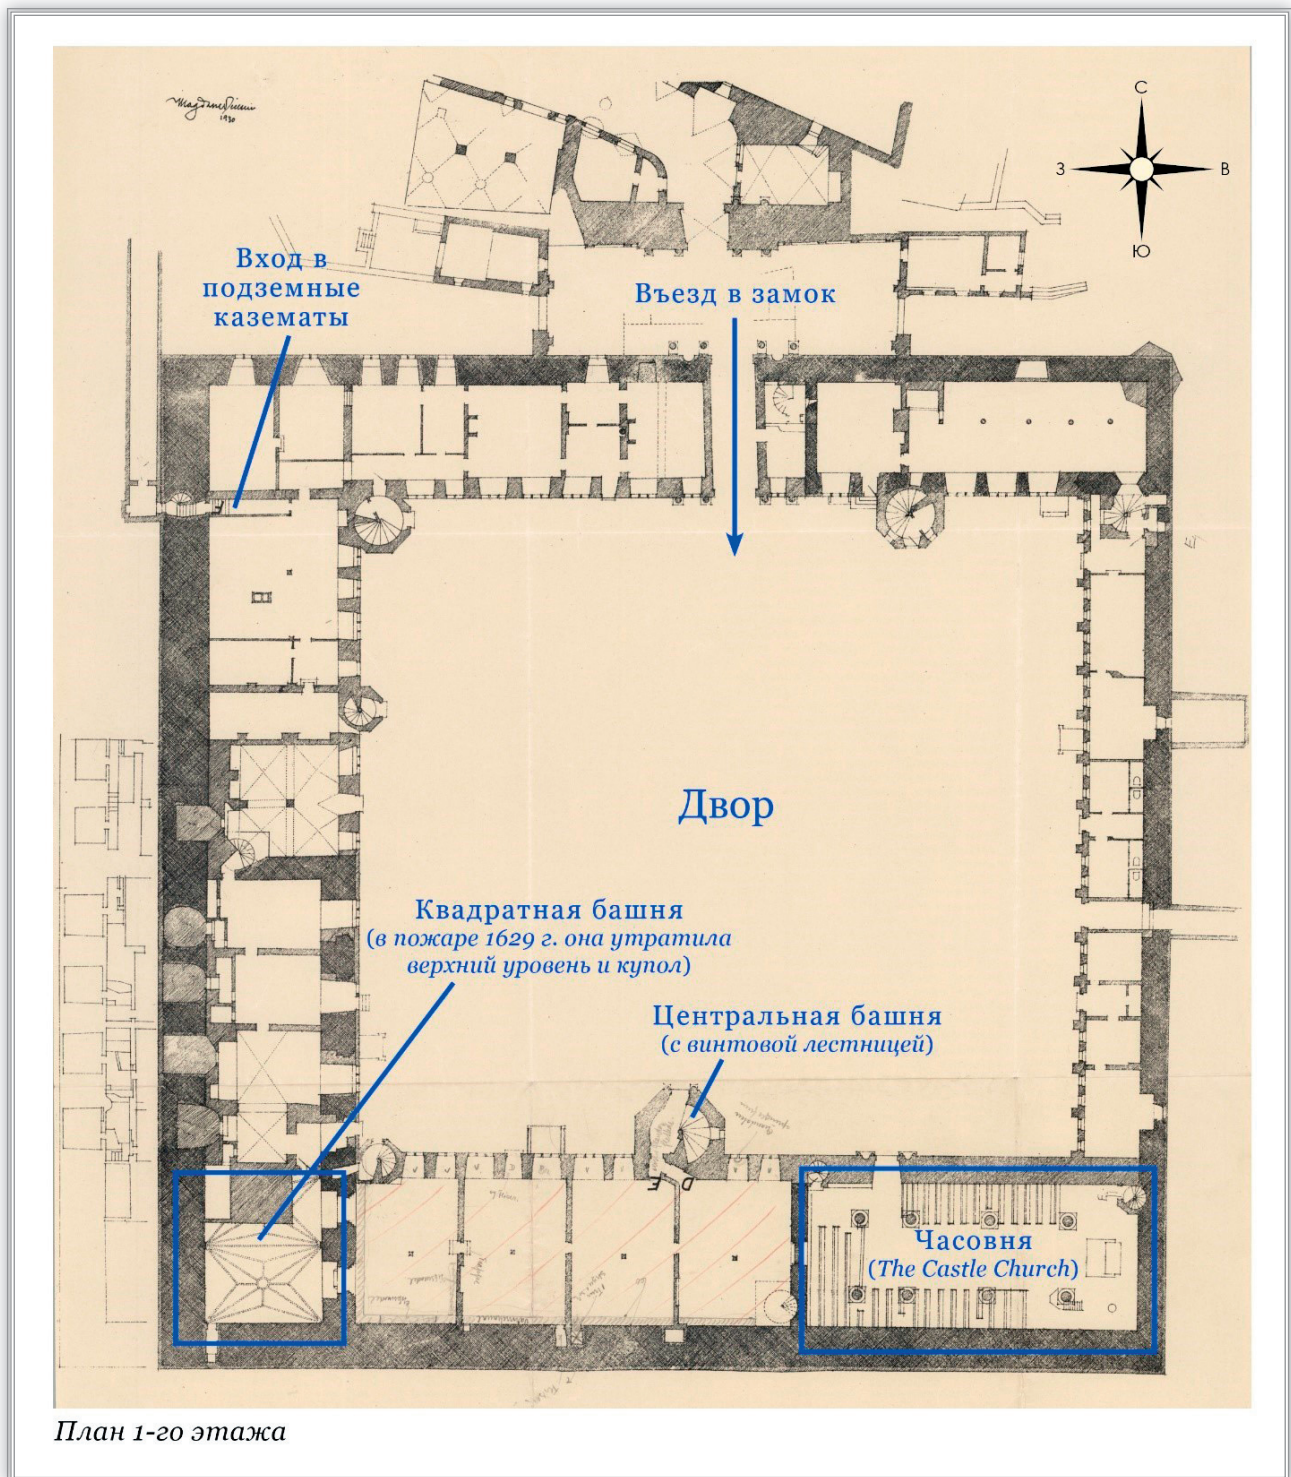 1930
С
З
В
Ю
Вход в
подземные
казематы
Въезд в замок
Двор
Квадратная башня
(в пожаре 1629 г. она утратила
верхний уровень и купол)
Центральная башня
(с винтовой лестницей)
E
D
Часовня
(The Castle Church)
План 1-го этажа